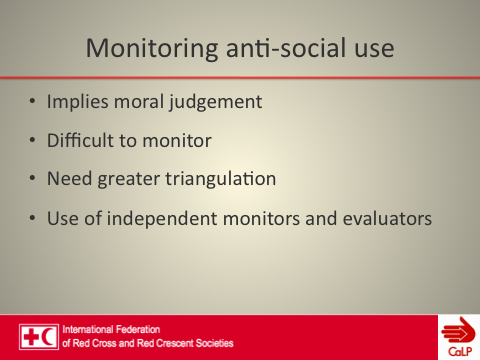 Monitoring anti-social use
• Implies moral judgement
• Difficult to monitor
• Need greater triangulation
• Use of independent monitors and evaluators
International Federation
of Red Cross and Red Crescent Societies
CaLP